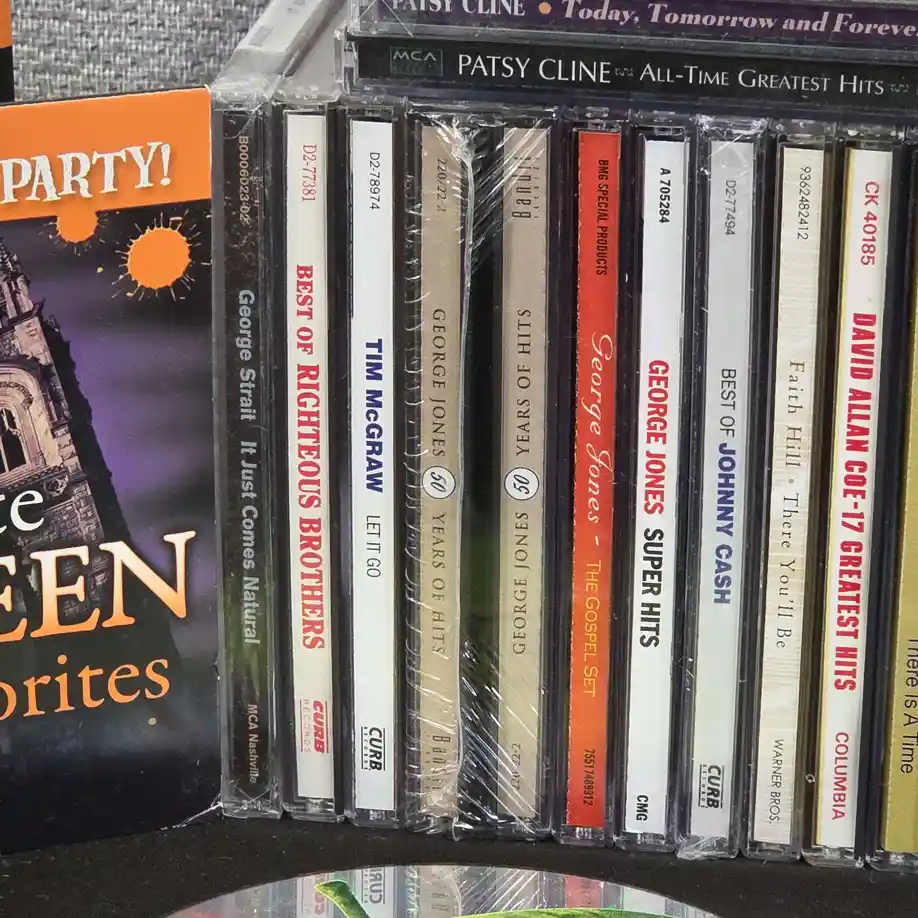 PATSY CLINE • Today, Tomorrow and Forever
MCA PATSY CLINE ALL-TIME GREATEST HITS
PARTY!
EEN
orites
B0006023-02 George Strait It Just Comes Natural MCA Nashville
D2-77381 BEST OF RIGHTEOUS BROTHERS CURB RECORDS
D2-78974 TIM McGRAW LET IT GO CURB RECORDS
GEORGE JONES 50 YEARS OF HITS
GEORGE JONES 50 YEARS OF HITS
BMG SPECIAL PRODUCTS George Jones - THE GOSPEL SET 75517489912
A 705284 GEORGE JONES SUPER HITS CMG
D2-77494 BEST OF JOHNNY CASH CURB RECORDS
9362482412 Faith Hill • There You'll Be WARNER BROS.
CK 40185 DAVID ALLAN COE-17 GREATEST HITS COLUMBIA
There Is A Time